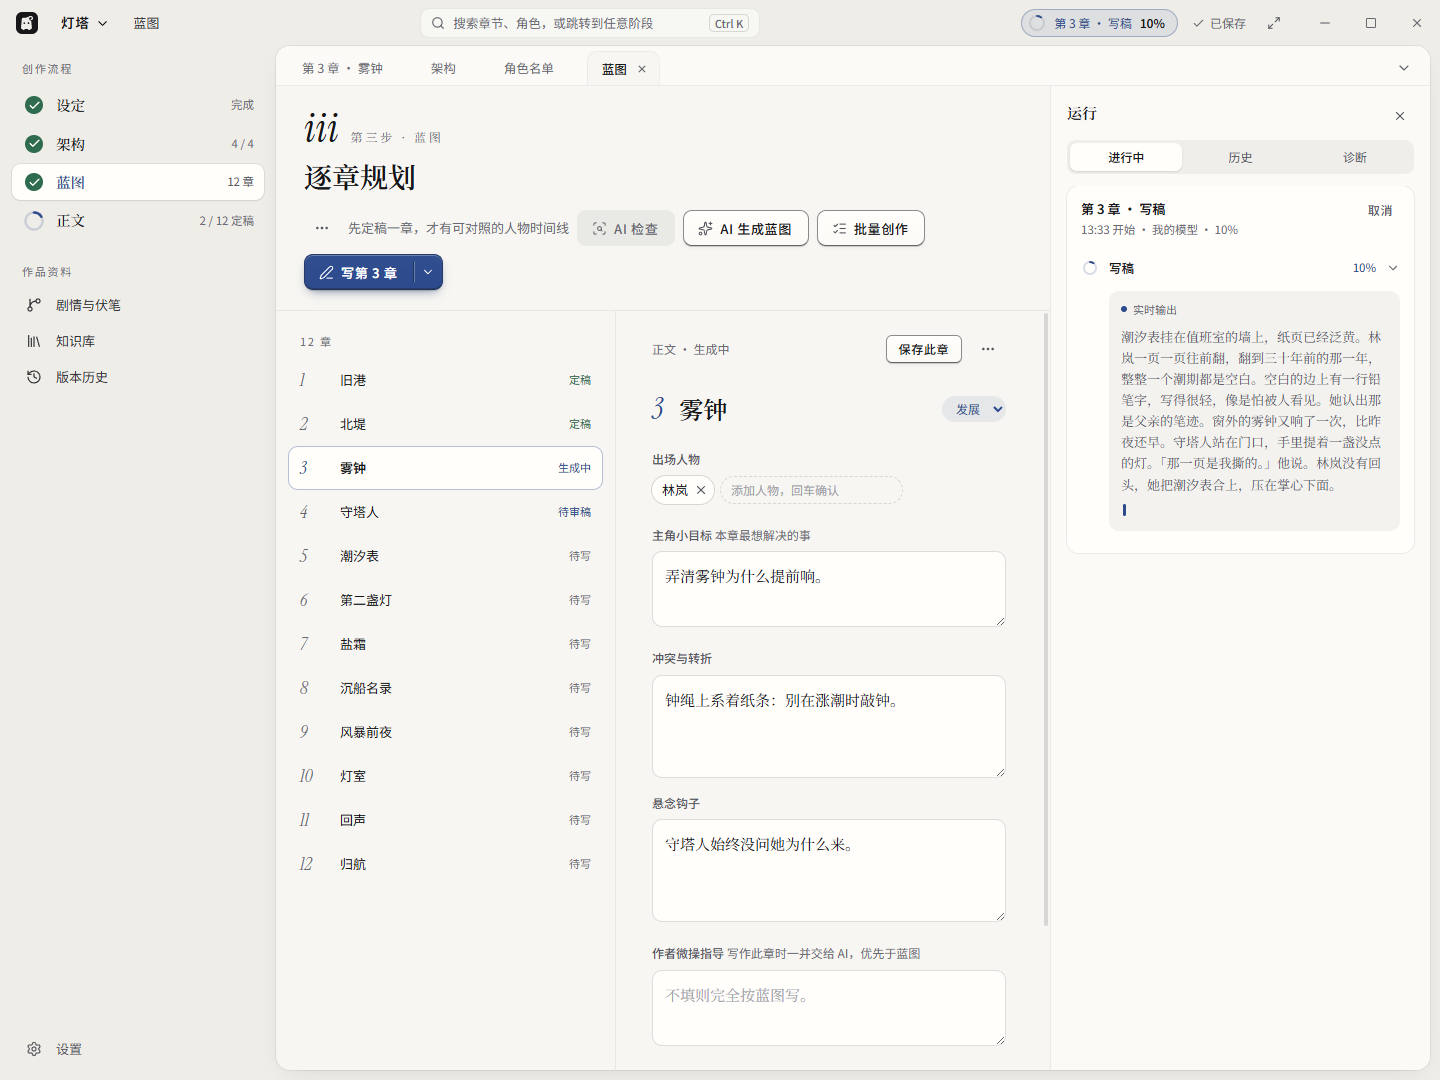 灯塔
蓝图
搜索章节、角色，或跳转到任意阶段
Ctrl K
第 3 章 · 写稿 10%
已保存
创作流程
设定
完成
架构
4 / 4
蓝图
12 章
正文
2 / 12 定稿
作品资料
剧情与伏笔
知识库
版本历史
设置
第 3 章 · 雾钟
架构
角色名单
蓝图
iii
第三步 · 蓝图
逐章规划
先定稿一章，才有可对照的人物时间线
AI 检查
AI 生成蓝图
批量创作
写第 3 章
12 章
1 旧港 定稿
2 北堤 定稿
3 雾钟 生成中
4 守塔人 待审稿
5 潮汐表 待写
6 第二盏灯 待写
7 盐霜 待写
8 沉船名录 待写
9 风暴前夜 待写
10 灯室 待写
11 回声 待写
12 归航 待写
正文 · 生成中
保存此章
3 雾钟
发展
出场人物
林岚
添加人物，回车确认
主角小目标 本章最想解决的事
弄清雾钟为什么提前响。
冲突与转折
钟绳上系着纸条：别在涨潮时敲钟。
悬念钩子
守塔人始终没问她为什么来。
作者微操指导 写作此章时一并交给 AI，优先于蓝图
不填则完全按蓝图写。
运行
进行中
历史
诊断
第 3 章 · 写稿
取消
13:33 开始 · 我的模型 · 10%
写稿
10%
实时输出
潮汐表挂在值班室的墙上，纸页已经泛黄。林
岚一页一页往前翻，翻到三十年前的那一年，
整整一个潮期都是空白。空白的边上有一行铅
笔字，写得很轻，像是怕被人看见。她认出那
是父亲的笔迹。窗外的雾钟又响了一次，比昨
夜还早。守塔人站在门口，手里提着一盏没点
的灯。「那一页是我撕的。」他说。林岚没有回
头，她把潮汐表合上，压在掌心下面。